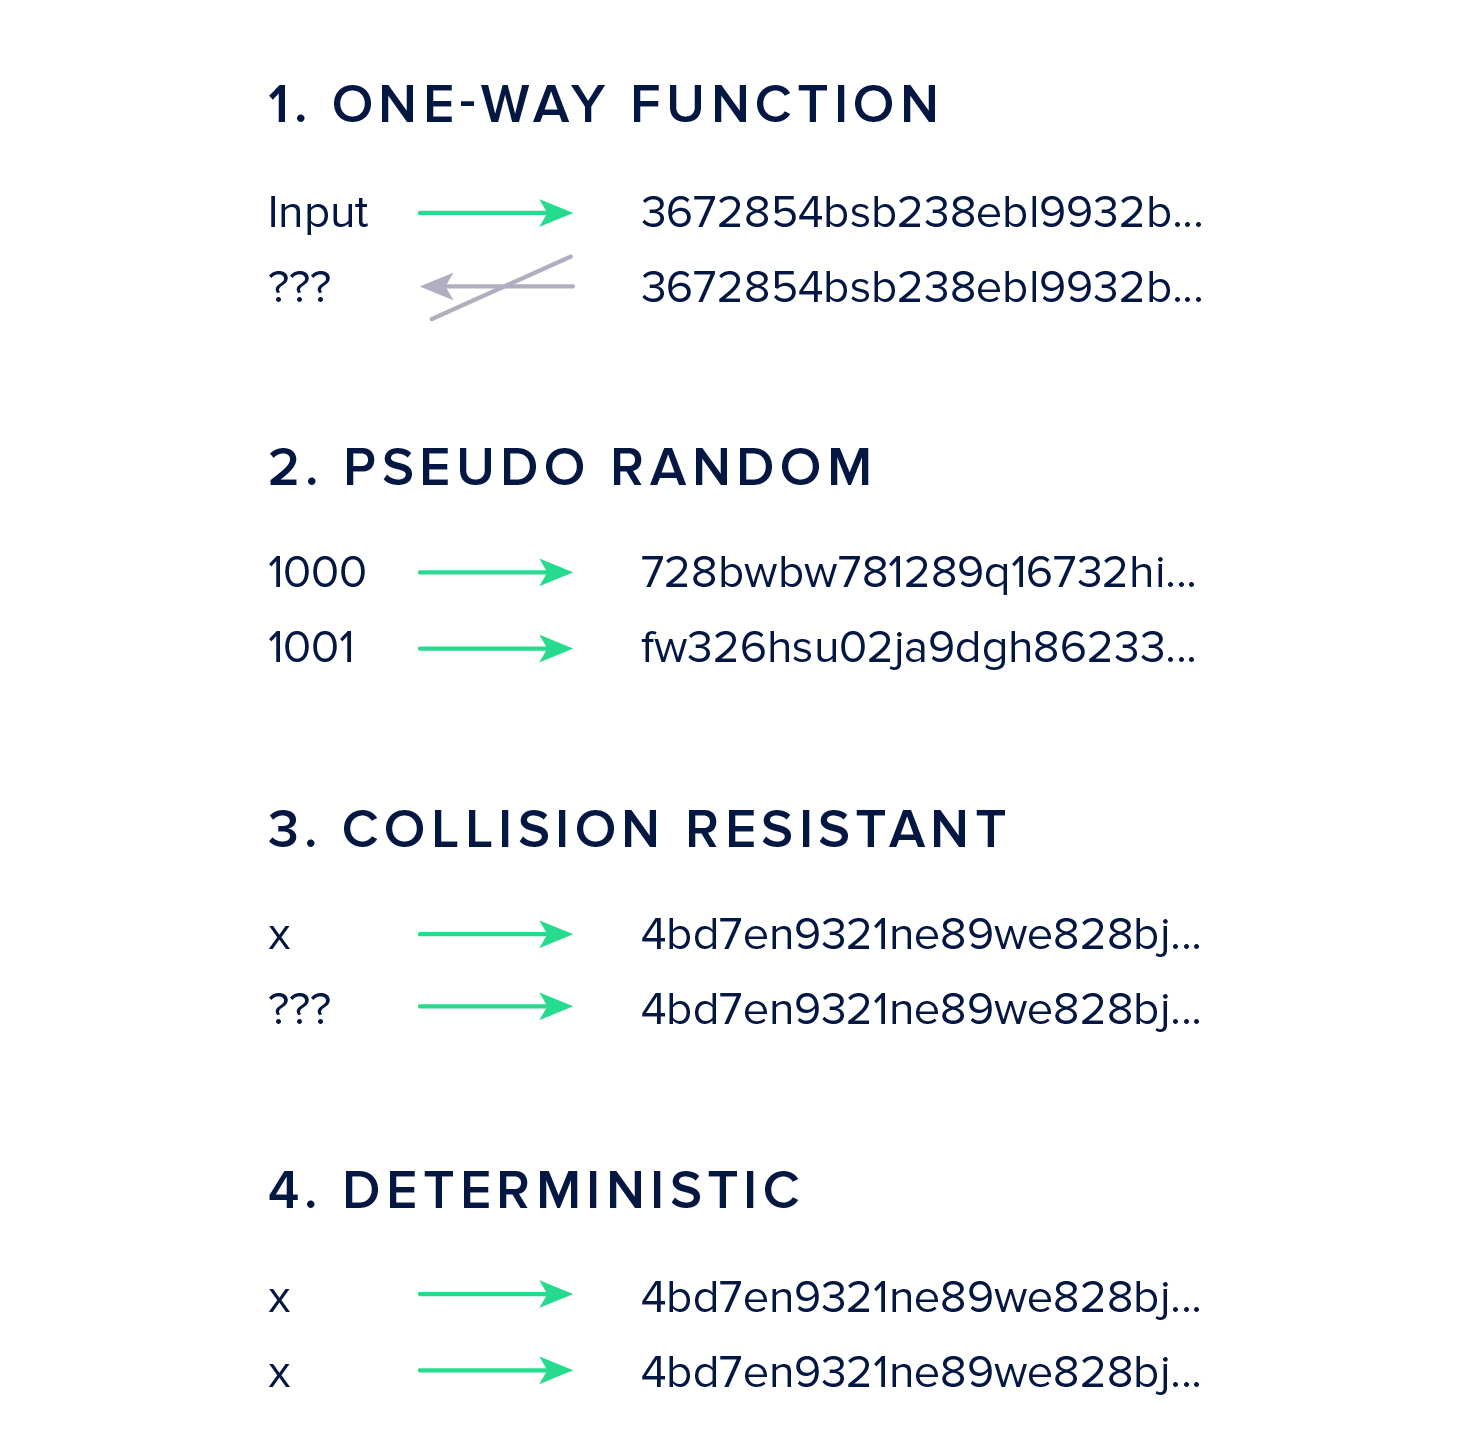 1. ONE-WAY FUNCTION
Input 3672854bsb238ebl9932b...
??? 3672854bsb238ebl9932b...
2. PSEUDO RANDOM
1000 728bwbw781289q16732hi...
1001 fw326hsu02ja9dgh86233...
3. COLLISION RESISTANT
x 4bd7en9321ne89we828bj...
??? 4bd7en9321ne89we828bj...
4. DETERMINISTIC
x 4bd7en9321ne89we828bj...
x 4bd7en9321ne89we828bj...